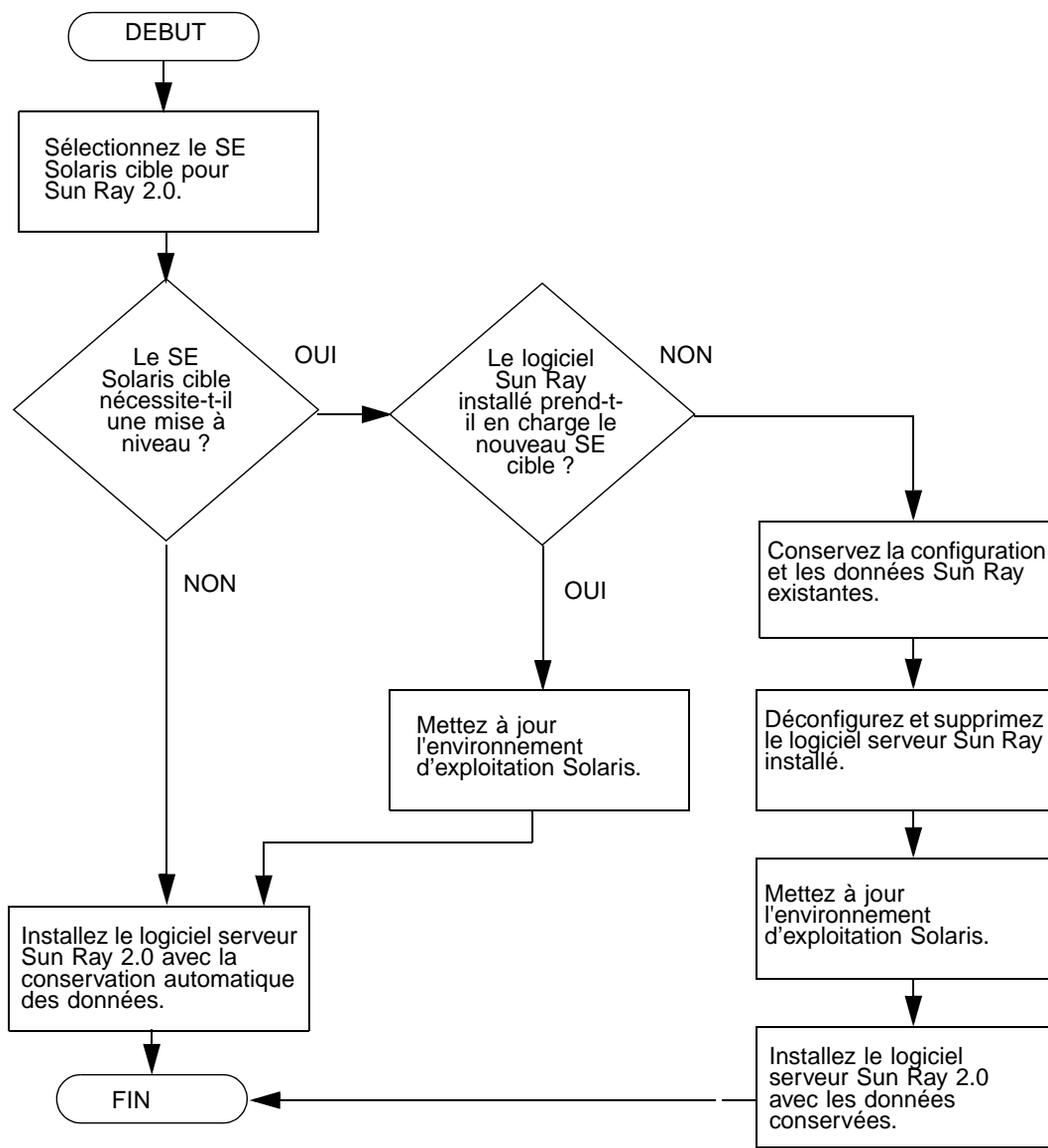 DEBUT
Sélectionnez le SE
Solaris cible pour
Sun Ray 2.0.
Le SE
Solaris cible
nécessite-t-il
une mise à
niveau ?
OUI
Le logiciel
Sun Ray
installé prend-t-
il en charge le
nouveau SE
cible ?
NON
NON
OUI
Conservez la configuration
et les données Sun Ray
existantes.
Mettez à jour
l'environnement
d'exploitation Solaris.
Déconfigurez et supprimez
le logiciel serveur Sun Ray
installé.
Mettez à jour
l'environnement
d'exploitation Solaris.
Installez le logiciel serveur
Sun Ray 2.0 avec la
conservation automatique
des données.
Installez le logiciel
serveur Sun Ray 2.0
avec les données
conservées.
FIN